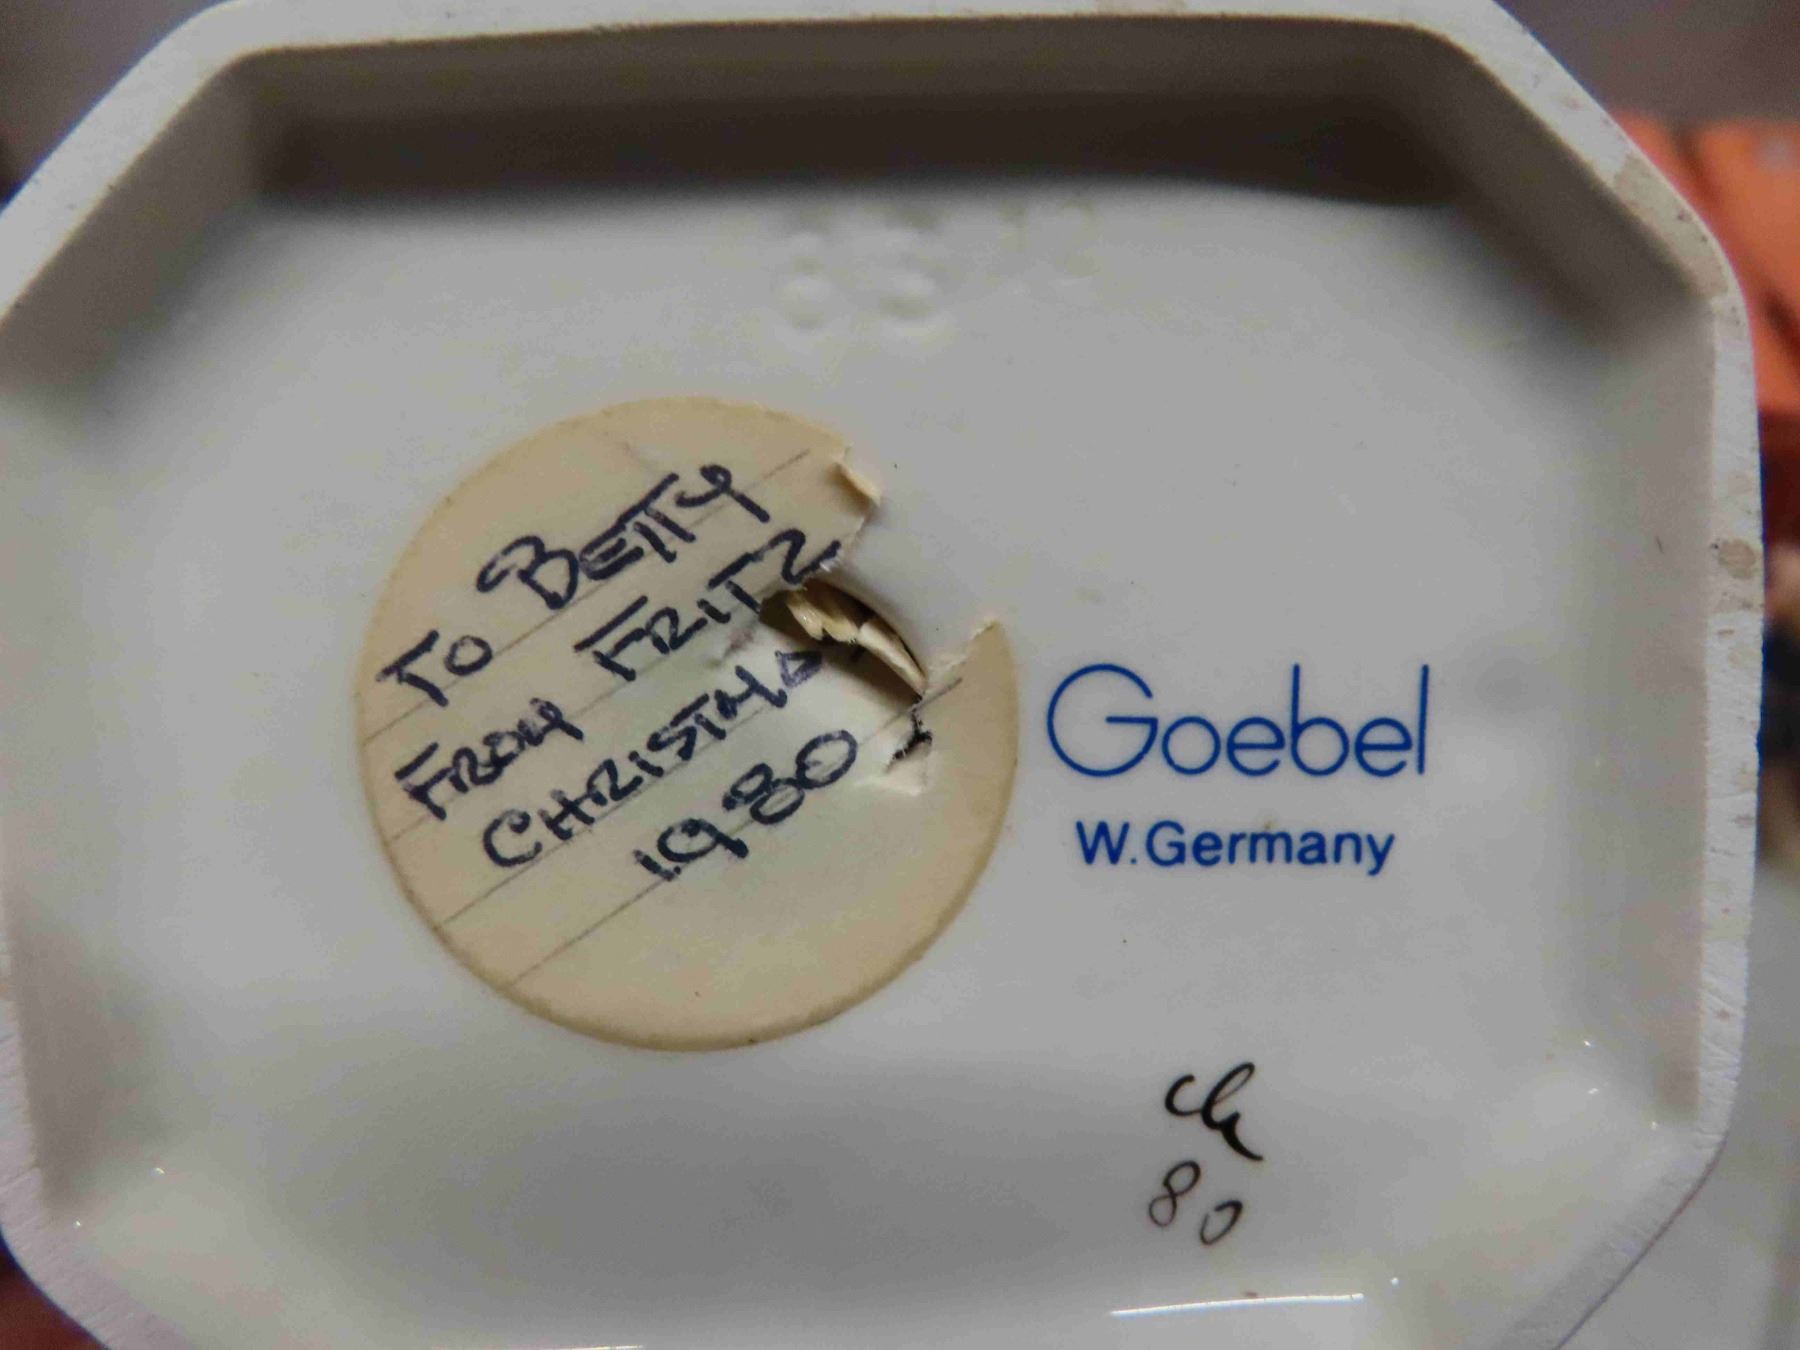 To BETTY
FROM FRITZ
CHRISTMA
1980
Goebel
W. Germany
80